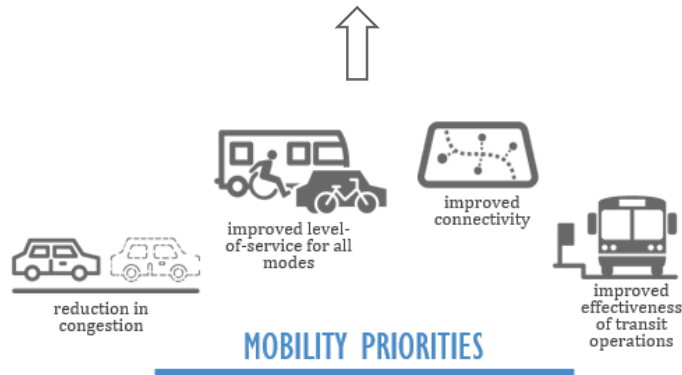 improved level-
of-service for all
modes
improved
connectivity
reduction in
congestion
improved
effectiveness
of transit
operations
MOBILITY PRIORITIES